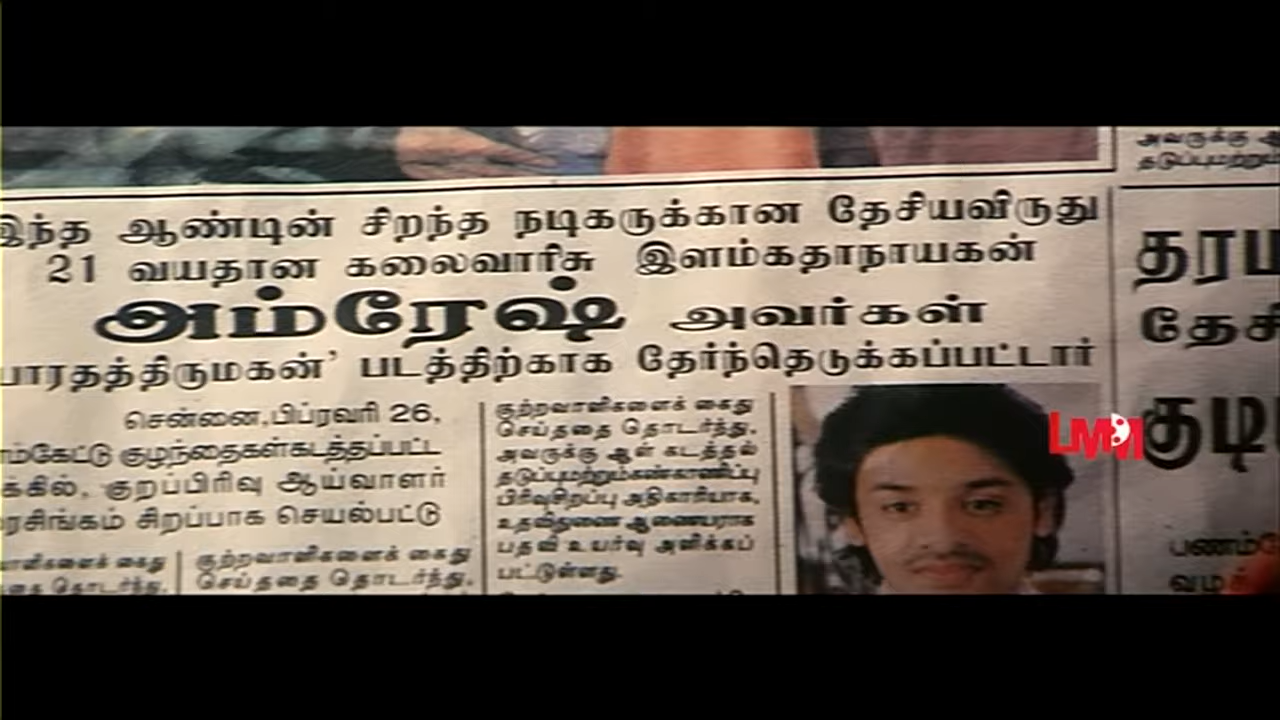 இந்த ஆண்டின் சிறந்த நடிகருக்கான தேசியவிருது
21 வயதான கலைவாரிசு இளம்கதாநாயகன்
அம்ரேஷ் அவர்கள்
பாரதத்திருமகன்' படத்திற்காக தேர்ந்தெடுக்கப்பட்டார்
சென்னை,பிப்ரவரி 26,
குழந்தைகள்கடத்தப்பட்ட
குறப்பிரிவு ஆய்வாளர்
சிறப்பாக செயல்பட்டு
குற்றவாளிகளைக் கைது
செய்ததை தொடர்ந்து,
குற்றவாளிகளைக் கைது
செய்ததை தொடர்ந்து,
அவருக்கு ஆள் கடத்தல்
தடுப்புமற்றும்கண்காணிப்பு
பிரிவுசிறப்பு அதிகாரியாக,
உதவிதுணை ஆணையராக
பதவி உயர்வு அளிக்கப்
பட்டுள்ளது.
அவருக்கு
தடுப்புமற்றும்
LMM